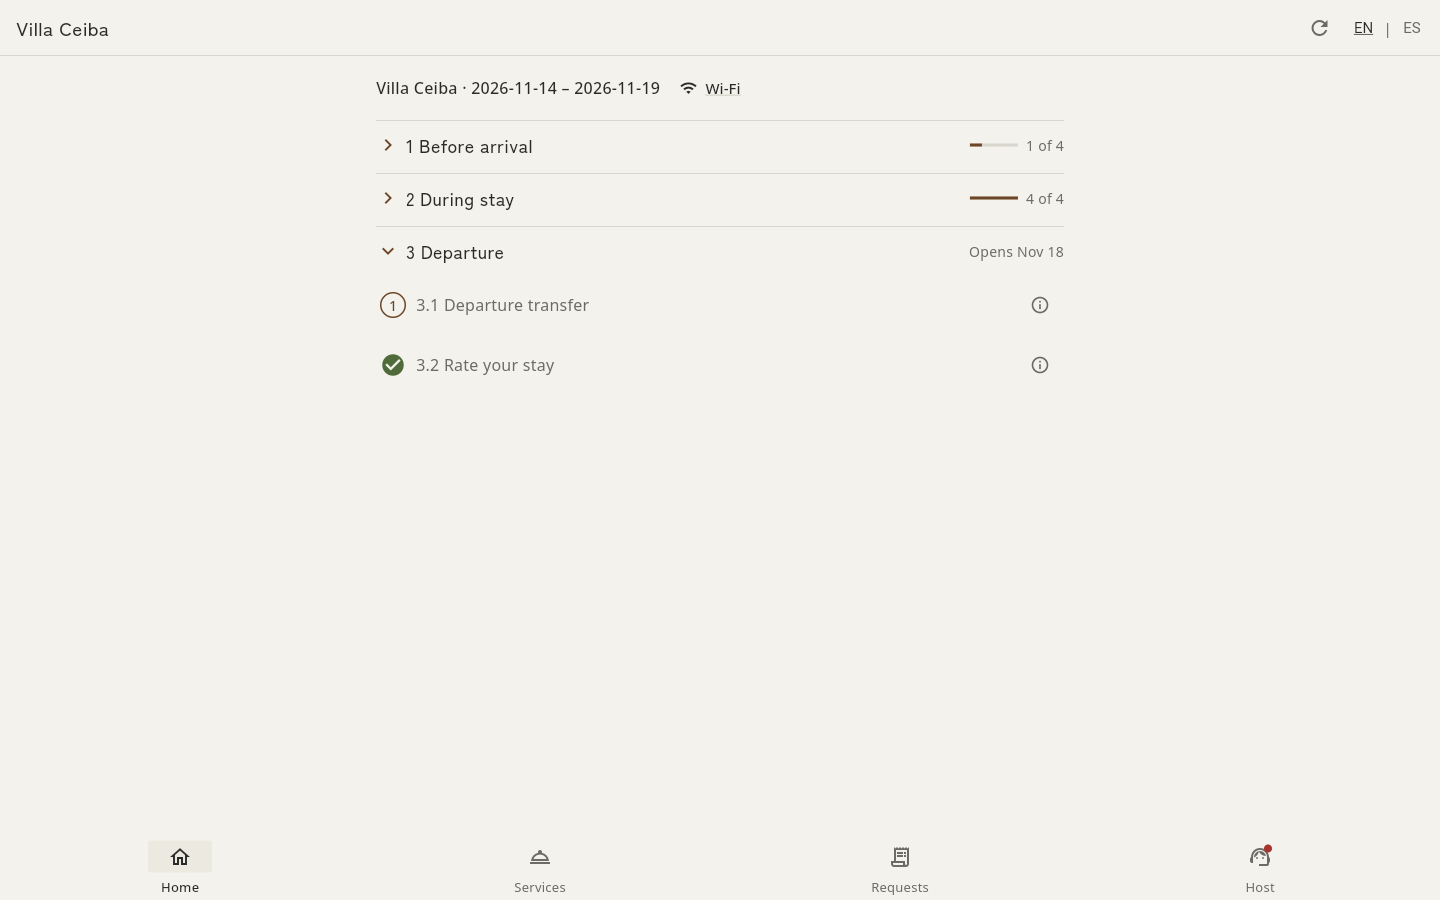 Villa Ceiba
EN | ES
Villa Ceiba · 2026-11-14 – 2026-11-19 Wi-Fi
1 Before arrival 1 of 4
2 During stay 4 of 4
3 Departure Opens Nov 18
1 3.1 Departure transfer
3.2 Rate your stay
Home Services Requests Host